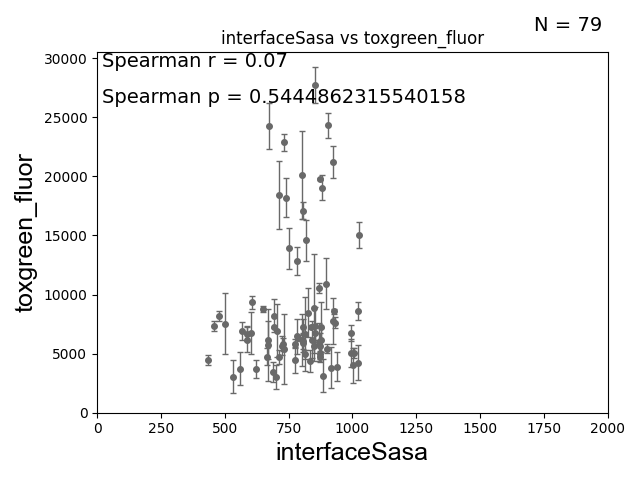 N = 79
interfaceSasa vs toxgreen_fluor
Spearman r = 0.07
Spearman p = 0.5444862315540158
toxgreen_fluor
30000
25000
20000
15000
10000
5000
0
0 250 500 750 1000 1250 1500 1750 2000
interfaceSasa